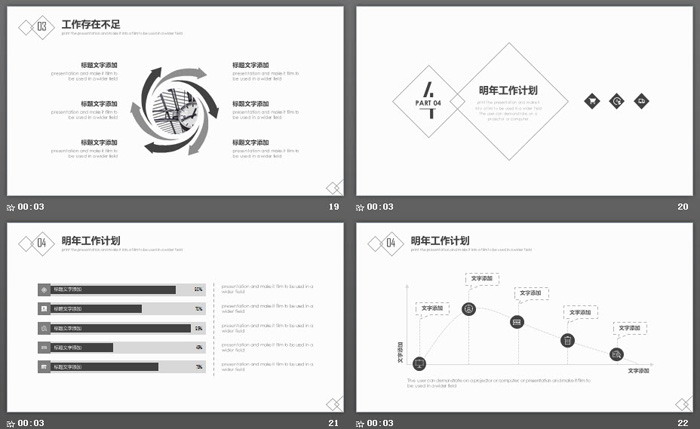 03
工作存在不足
print the presentation and make it into a film to be used in a wider field
标题文字添加
presentation and make it film to
be used in a wider field
标题文字添加
presentation and make it film to
be used in a wider field
标题文字添加
presentation and make it film to
be used in a wider field
标题文字添加
presentation and make it film to
be used in a wider field
标题文字添加
presentation and make it film to
be used in a wider field
标题文字添加
presentation and make it film to
be used in a wider field
00:03
19
4
PART 04
明年工作计划
print the presentation and make it
into a film to be used in a wider field
The user can demonstrate on a
projector or computer
00:03
20
04
明年工作计划
print the presentation and make it into a film to be used in a wider field
标题文字添加
标题文字添加
标题文字添加
标题文字添加
标题文字添加
presentation and make it film to be used in a
wider field
presentation and make it film to be used in a
wider field
presentation and make it film to be used in a
wider field
presentation and make it film to be used in a
wider field
presentation and make it film to be used in a
wider field
00:03
21
04
明年工作计划
print the presentation and make it into a film to be used in a wider field
文字添加
文字添加
文字添加
文字添加
文字添加
文字添加
文字添加
The user can demonstrate on a projector or computer or presentation and make it film to
be used in a wider field
00:03
22